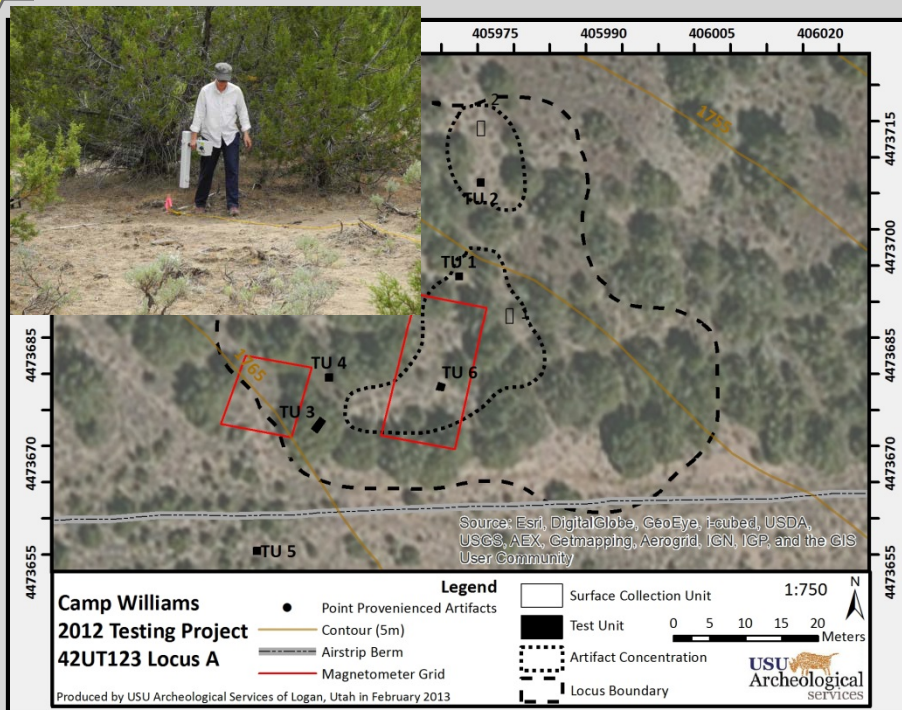 405975 405990 406005 406020
1755
2
4473715 4473715
TU 2
4473700 4473700
TU 1
1
4473685 4473685
1765
TU 4
TU 6
TU 3
4473670 4473670
Source: Esri, DigitalGlobe, GeoEye, i-cubed, USDA,
USGS, AEX, Getmapping, Aerogrid, IGN, IGP, and the GIS
User Community
4473655 4473655
TU 5
Camp Williams
2012 Testing Project
42UT123 Locus A
Produced by USU Archeological Services of Logan, Utah in February 2013
Legend
Point Provenienced Artifacts
Contour (5m)
Airstrip Berm
Magnetometer Grid
Surface Collection Unit
Test Unit
Artifact Concentration
Locus Boundary
1:750
N
0 5 10 20
Meters
USU
Archeological
services